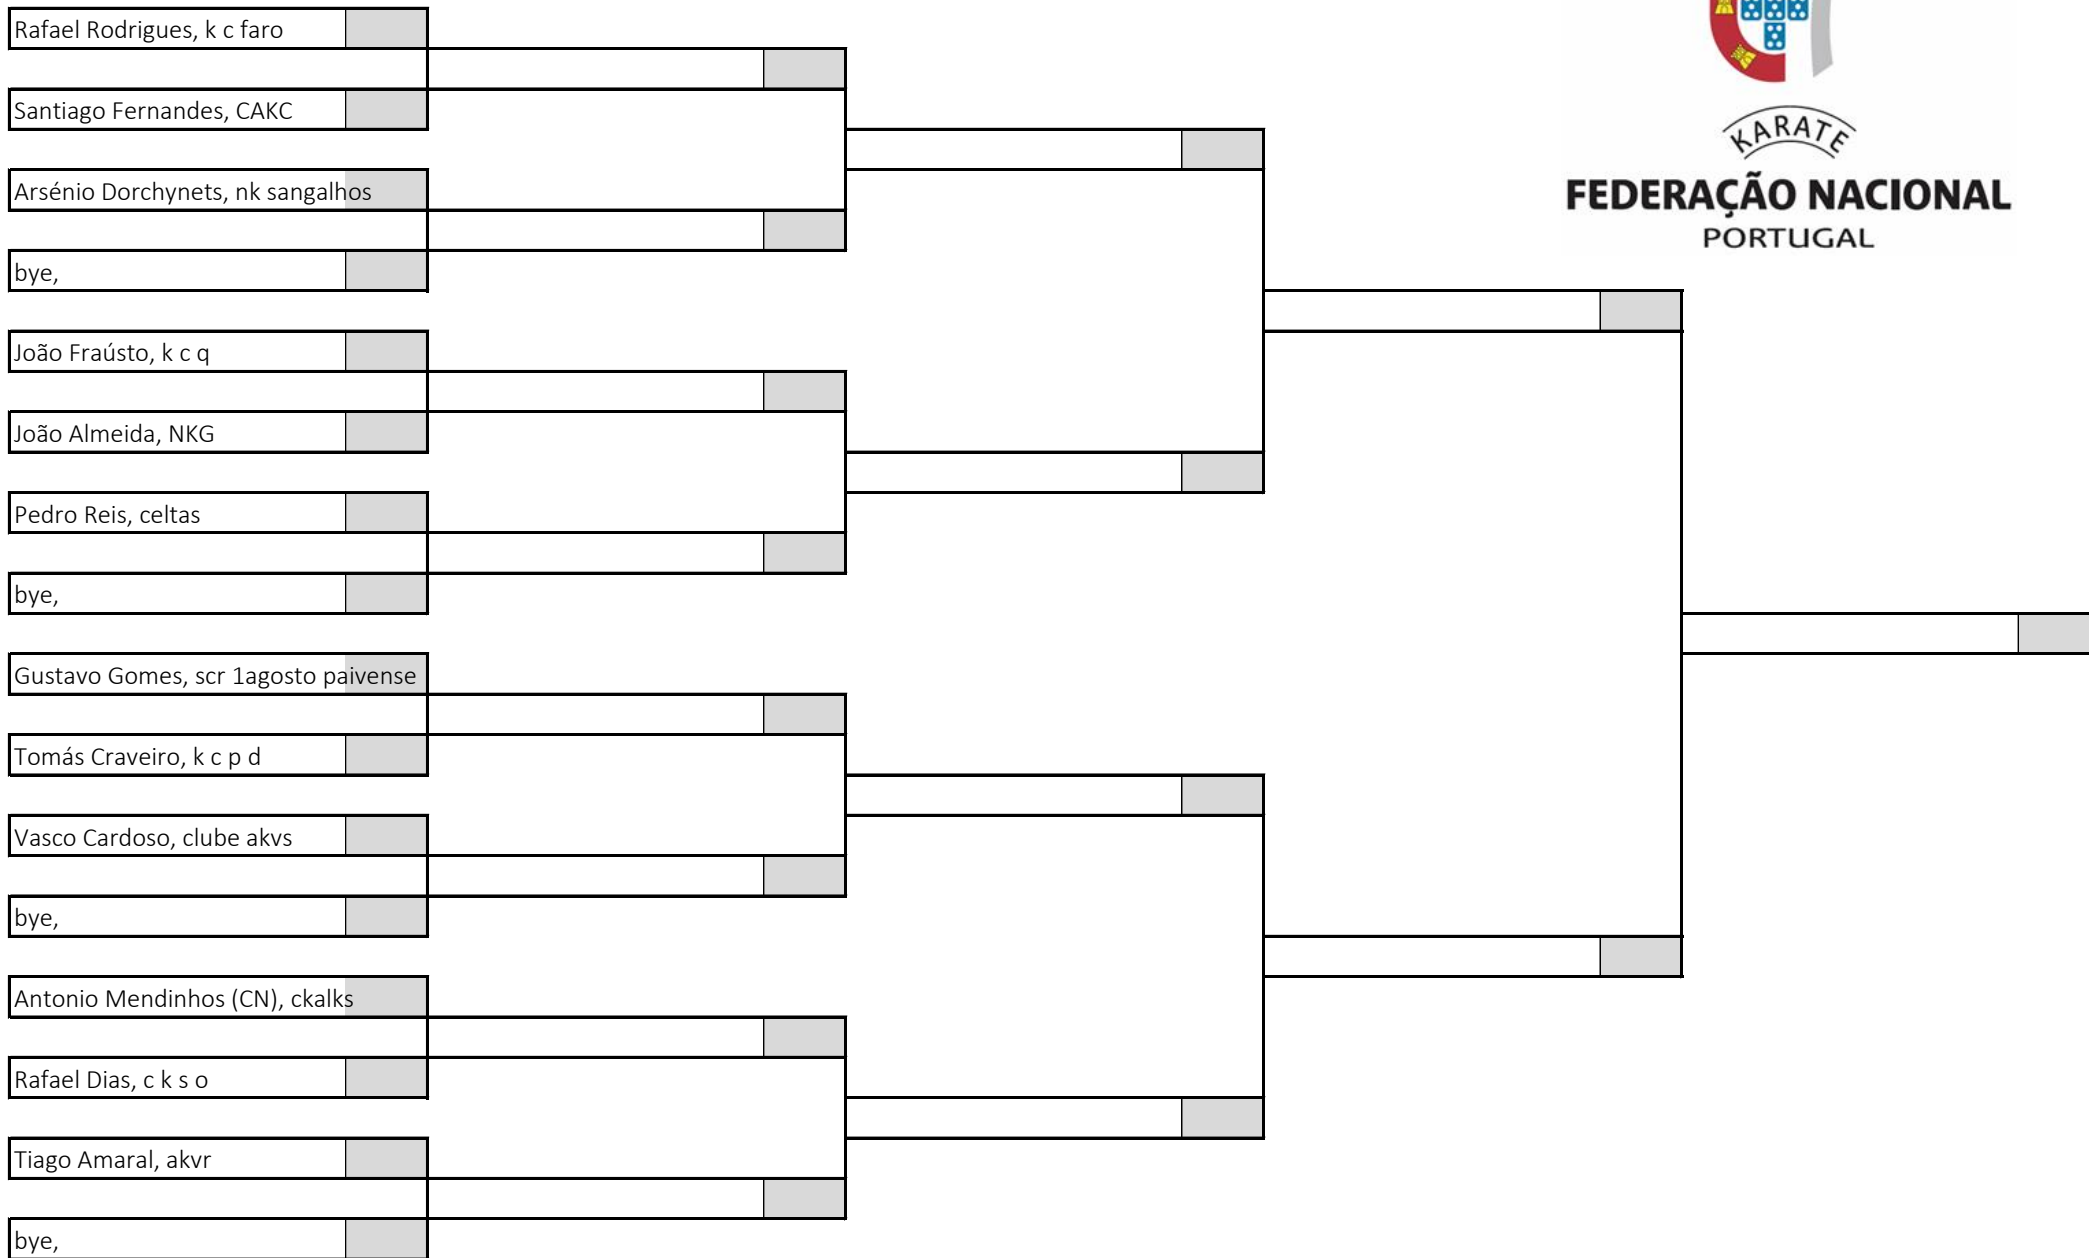 Rafael Rodrigues, k c faro
Santiago Fernandes, CAKC
Arsénio Dorchynets, nk sangalhos
bye,
João Fraústo, k c q
João Almeida, NKG
Pedro Reis, celtas
bye,
Gustavo Gomes, scr 1agosto paivense
Tomás Craveiro, k c p d
Vasco Cardoso, clube akvs
bye,
Antonio Mendinhos (CN), ckalks
Rafael Dias, c k s o
Tiago Amaral, akvr
bye,
KARATE
FEDERAÇÃO NACIONAL
PORTUGAL